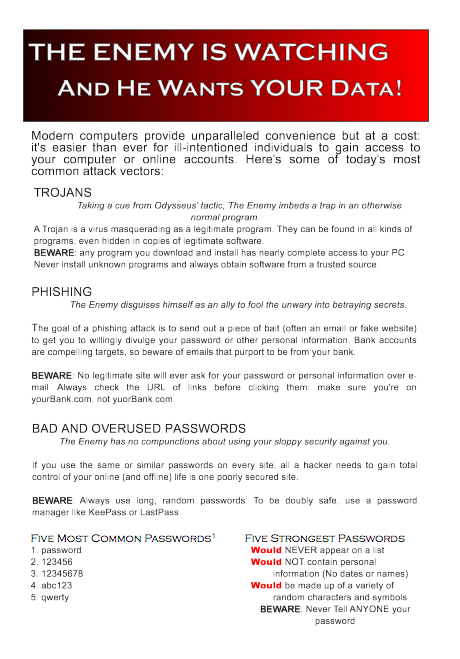 THE ENEMY IS WATCHING
AND HE WANTS YOUR DATA!
Modern computers provide unparalleled convenience but at a cost:
it's easier than ever for ill-intentioned individuals to gain access to
your computer or online accounts. Here's some of today's most
common attack vectors:
TROJANS
Taking a cue from Odysseus' tactic, The Enemy imbeds a trap in an otherwise
normal program.
A Trojan is a virus masquerading as a legitimate program. They can be found in all kinds of
programs, even hidden in copies of legitimate software.
BEWARE: any program you download and install has nearly complete access to your PC.
Never install unknown programs and always obtain software from a trusted source.
PHISHING
The Enemy disguises himself as an ally to fool the unwary into betraying secrets.
The goal of a phishing attack is to send out a piece of bait (often an email or fake website)
to get you to willingly divulge your password or other personal information. Bank accounts
are compelling targets, so beware of emails that purport to be from your bank.
BEWARE: No legitimate site will ever ask for your password or personal information over e-
mail. Always check the URL of links before clicking them: make sure you're on
yourBank.com, not yuorBank.com.
BAD AND OVERUSED PASSWORDS
The Enemy has no compunctions about using your sloppy security against you.
If you use the same or similar passwords on every site, all a hacker needs to gain total
control of your online (and offline) life is one poorly secured site.
BEWARE: Always use long, random passwords. To be doubly safe, use a password
manager like KeePass or LastPass.
FIVE MOST COMMON PASSWORDS1
1. password
2. 123456
3. 12345678
4. abc123
5. qwerty
FIVE STRONGEST PASSWORDS
Would NEVER appear on a list
Would NOT contain personal
information (No dates or names)
Would be made up of a variety of
random characters and symbols
BEWARE: Never Tell ANYONE your
password